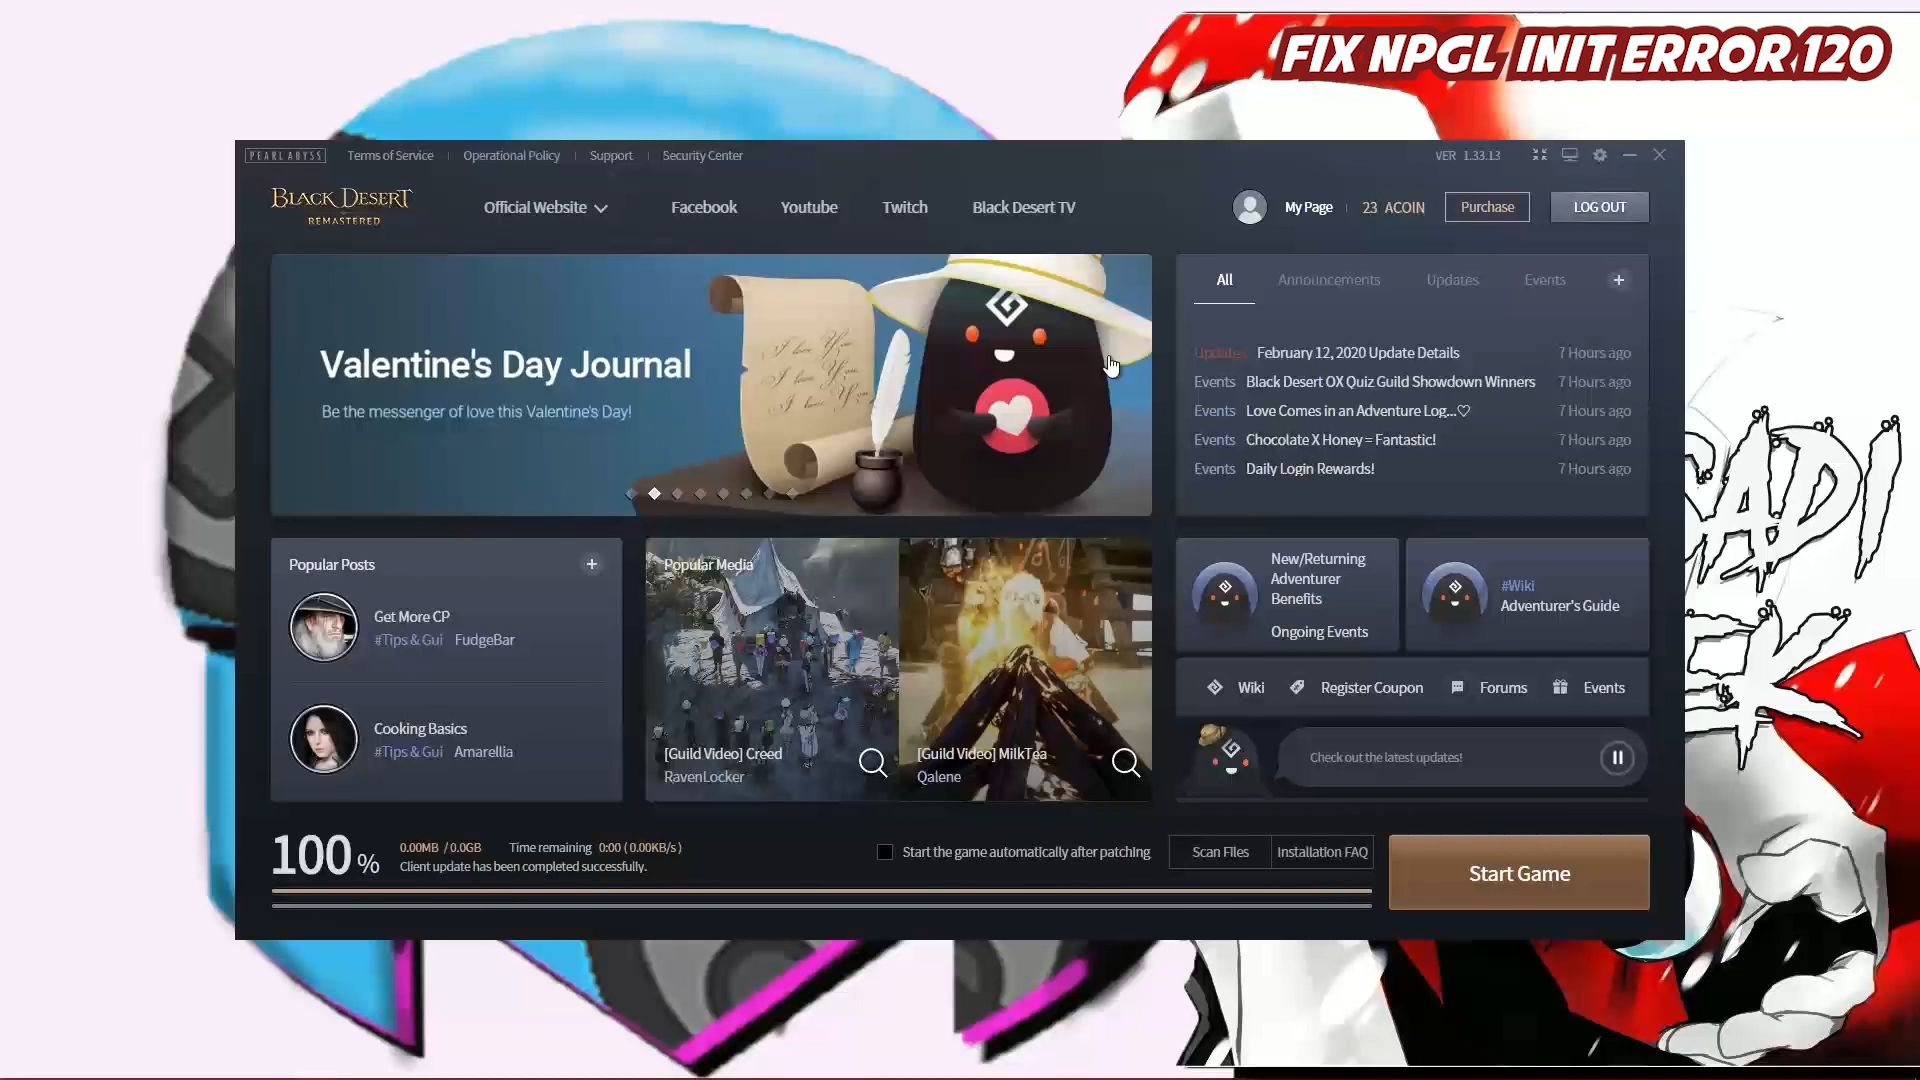 FIX NPGL INIT ERROR 120
PEARL ABYSS
Terms of Service
Operational Policy
Support
Security Center
VER 1.33.13
BLACK DESERT
REMASTERED
Official Website
Facebook
Youtube
Twitch
Black Desert TV
My Page
23 ACOIN
Purchase
LOG OUT
Valentine's Day Journal
Be the messenger of love this Valentine's Day!
I love You
I love You
I love You
All
Announcements
Updates
Events
Updates February 12, 2020 Update Details 7 Hours ago
Events Black Desert OX Quiz Guild Showdown Winners 7 Hours ago
Events Love Comes in an Adventure Log...♡ 7 Hours ago
Events Chocolate X Honey = Fantastic! 7 Hours ago
Events Daily Login Rewards! 7 Hours ago
Popular Posts
Get More CP
#Tips & Gui FudgeBar
Cooking Basics
#Tips & Gui Amarellia
Popular Media
[Guild Video] Creed
RavenLocker
[Guild Video] MilkTea
Qalene
New/Returning
Adventurer
Benefits
Ongoing Events
#Wiki
Adventurer's Guide
Wiki
Register Coupon
Forums
Events
Check out the latest updates!
100 %
0.00MB / 0.0GB Time remaining 0:00 ( 0.00KB/s )
Client update has been completed successfully.
Start the game automatically after patching
Scan Files
Installation FAQ
Start Game